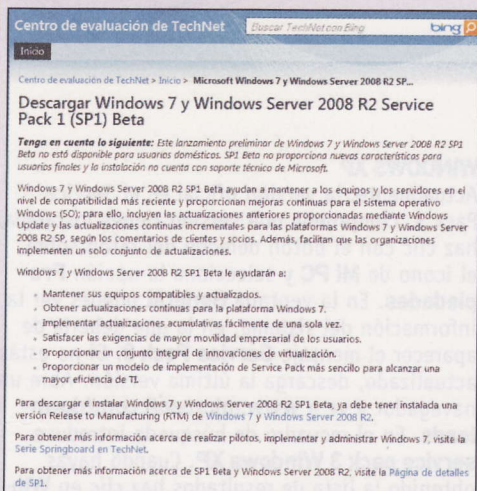 Centro de evaluación de TechNet
Buscar TechNet con Bing
bing
Inicio
Centro de evaluación de TechNet > Inicio > Microsoft Windows 7 y Windows Server 2008 R2 SP...
Descargar Windows 7 y Windows Server 2008 R2 Service
Pack 1 (SP1) Beta
Tenga en cuenta lo siguiente: Este lanzamiento preliminar de Windows 7 y Windows Server 2008 R2 SP1
Beta no está disponible para usuarios domésticos. SP1 Beta no proporciona nuevas características para
usuarios finales y la instalación no cuenta con soporte técnico de Microsoft.
Windows 7 y Windows Server 2008 R2 SP1 Beta ayudan a mantener a los equipos y los servidores en el
nivel de compatibilidad más reciente y proporcionan mejoras continuas para el sistema operativo
Windows (SO); para ello, incluyen las actualizaciones anteriores proporcionadas mediante Windows
Update y las actualizaciones continuas incrementales para las plataformas Windows 7 y Windows Server
2008 R2 SP, según los comentarios de clientes y socios. Además, facilitan que las organizaciones
implementen un solo conjunto de actualizaciones.
Windows 7 y Windows Server 2008 R2 SP1 Beta le ayudarán a:
Mantener sus equipos compatibles y actualizados.
Obtener actualizaciones continuas para la plataforma Windows 7.
Implementar actualizaciones acumulativas fácilmente de una sola vez.
Satisfacer las exigencias de mayor movilidad empresarial de los usuarios.
Proporcionar un conjunto integral de innovaciones de virtualización.
Proporcionar un modelo de implementación de Service Pack más sencillo para alcanzar una
mayor eficiencia de TI.
Para descargar e instalar Windows 7 y Windows Server 2008 R2 SP1 Beta, ya debe tener instalada una
versión Release to Manufacturing (RTM) de Windows 7 y Windows Server 2008 R2.
Para obtener más información acerca de realizar pilotos, implementar y administrar Windows 7, visite la
Serie Springboard en TechNet.
Para obtener más información acerca de SP1 Beta y Windows Server 2008 R2, visite la Página de detalles
de SP1.